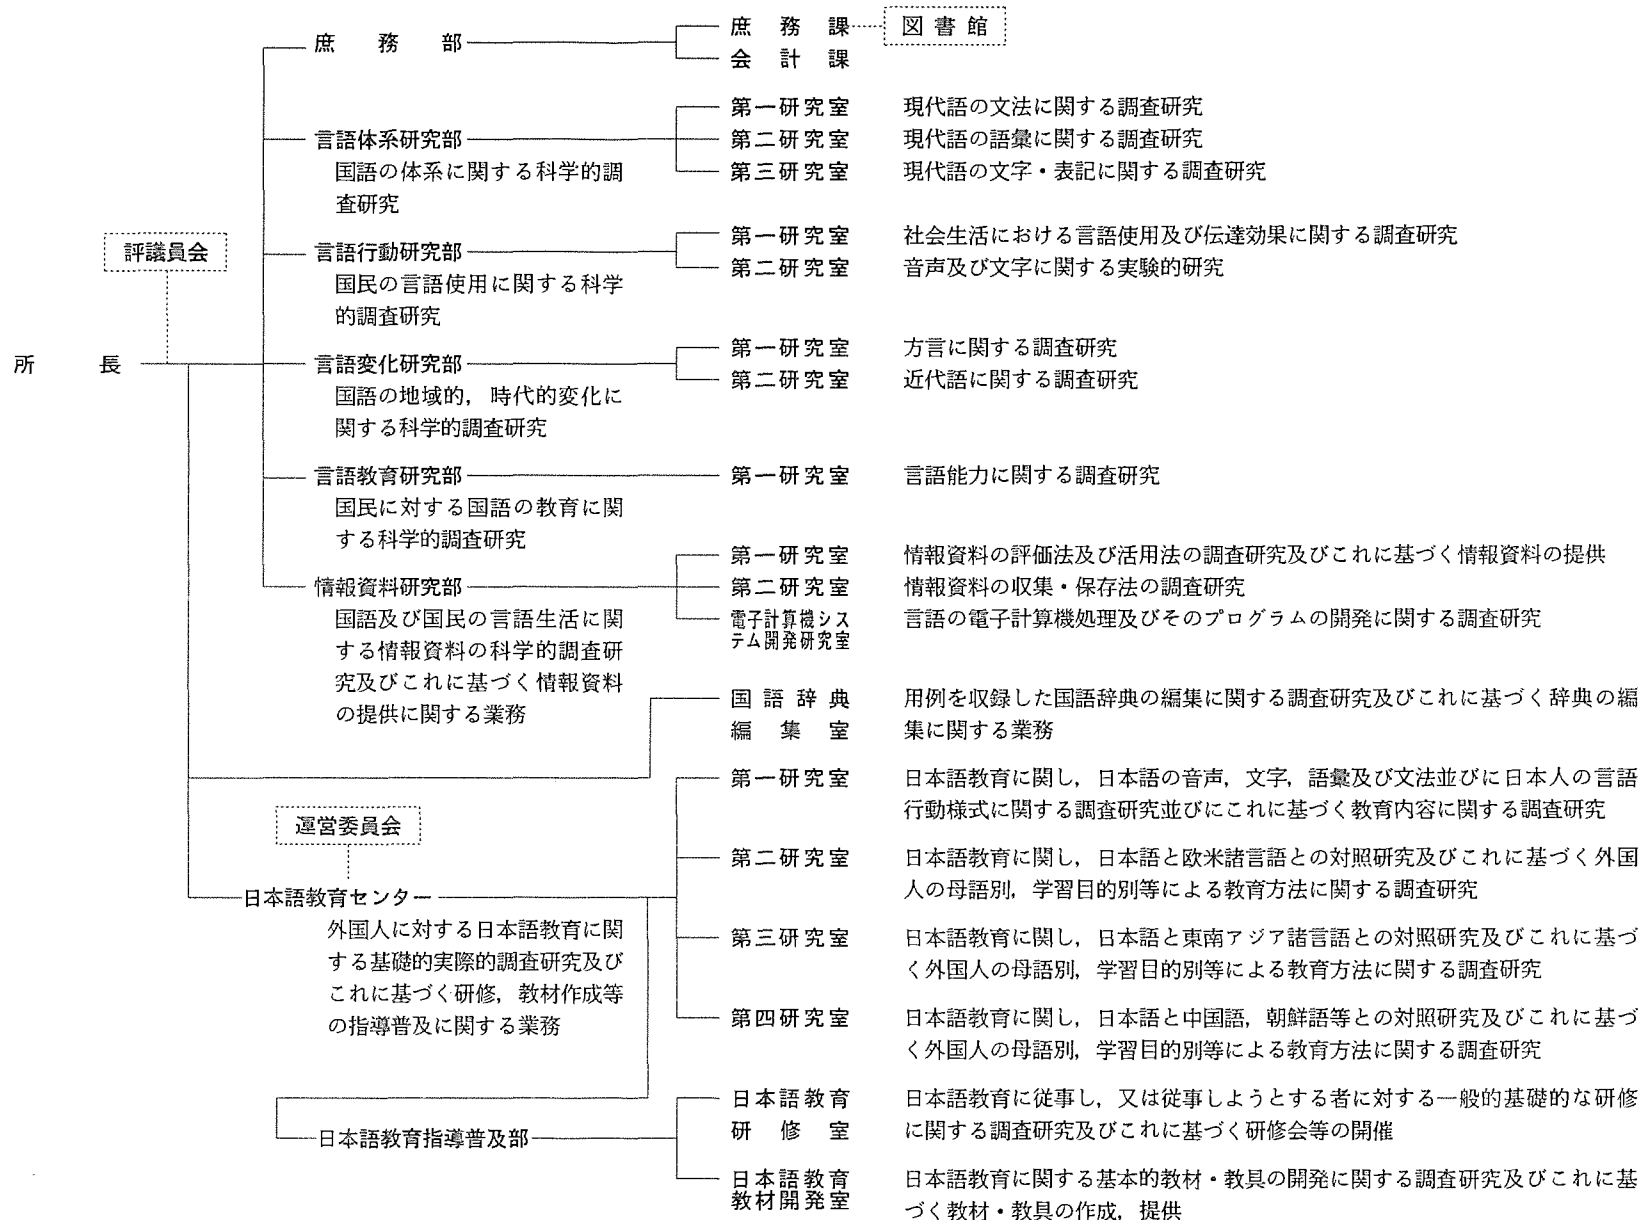 所長
評議員会
庶務部
庶務課
図書館
会計課
言語体系研究部
国語の体系に関する科学的調
査研究
第一研究室 現代語の文法に関する調査研究
第二研究室 現代語の語彙に関する調査研究
第三研究室 現代語の文字・表記に関する調査研究
言語行動研究部
国民の言語使用に関する科学
的調査研究
第一研究室 社会生活における言語使用及び伝達効果に関する調査研究
第二研究室 音声及び文字に関する実験的研究
言語変化研究部
国語の地域的,時代的変化に
関する科学的調査研究
第一研究室 方言に関する調査研究
第二研究室 近代語に関する調査研究
言語教育研究部
国民に対する国語の教育に関
する科学的調査研究
第一研究室 言語能力に関する調査研究
情報資料研究部
国語及び国民の言語生活に関
する情報資料の科学的調査研
究及びこれに基づく情報資料
の提供に関する業務
第一研究室 情報資料の評価法及び活用法の調査研究及びこれに基づく情報資料の提供
第二研究室 情報資料の収集・保存法の調査研究
電子計算機シス
テム開発研究室
言語の電子計算機処理及びそのプログラムの開発に関する調査研究
国語辞典
編集室
用例を収録した国語辞典の編集に関する調査研究及びこれに基づく辞典の編
集に関する業務
運営委員会
日本語教育センター
外国人に対する日本語教育に関
する基礎的実際的調査研究及び
これに基づく研修,教材作成等
の指導普及に関する業務
第一研究室 日本語教育に関し,日本語の音声,文字,語彙及び文法並びに日本人の言語
行動様式に関する調査研究並びにこれに基づく教育内容に関する調査研究
第二研究室 日本語教育に関し,日本語と欧米諸言語との対照研究及びこれに基づく外国
人の母語別,学習目的別等による教育方法に関する調査研究
第三研究室 日本語教育に関し,日本語と東南アジア諸言語との対照研究及びこれに基づ
く外国人の母語別,学習目的別等による教育方法に関する調査研究
第四研究室 日本語教育に関し,日本語と中国語,朝鮮語等との対照研究及びこれに基づ
く外国人の母語別,学習目的別等による教育方法に関する調査研究
日本語教育指導普及部
日本語教育
研修室
日本語教育に従事し,又は従事しようとする者に対する一般的基礎的な研修
に関する調査研究及びこれに基づく研修会等の開催
日本語教育
教材開発室
日本語教育に関する基本的教材・教具の開発に関する調査研究及びこれに基
づく教材・教具の作成,提供